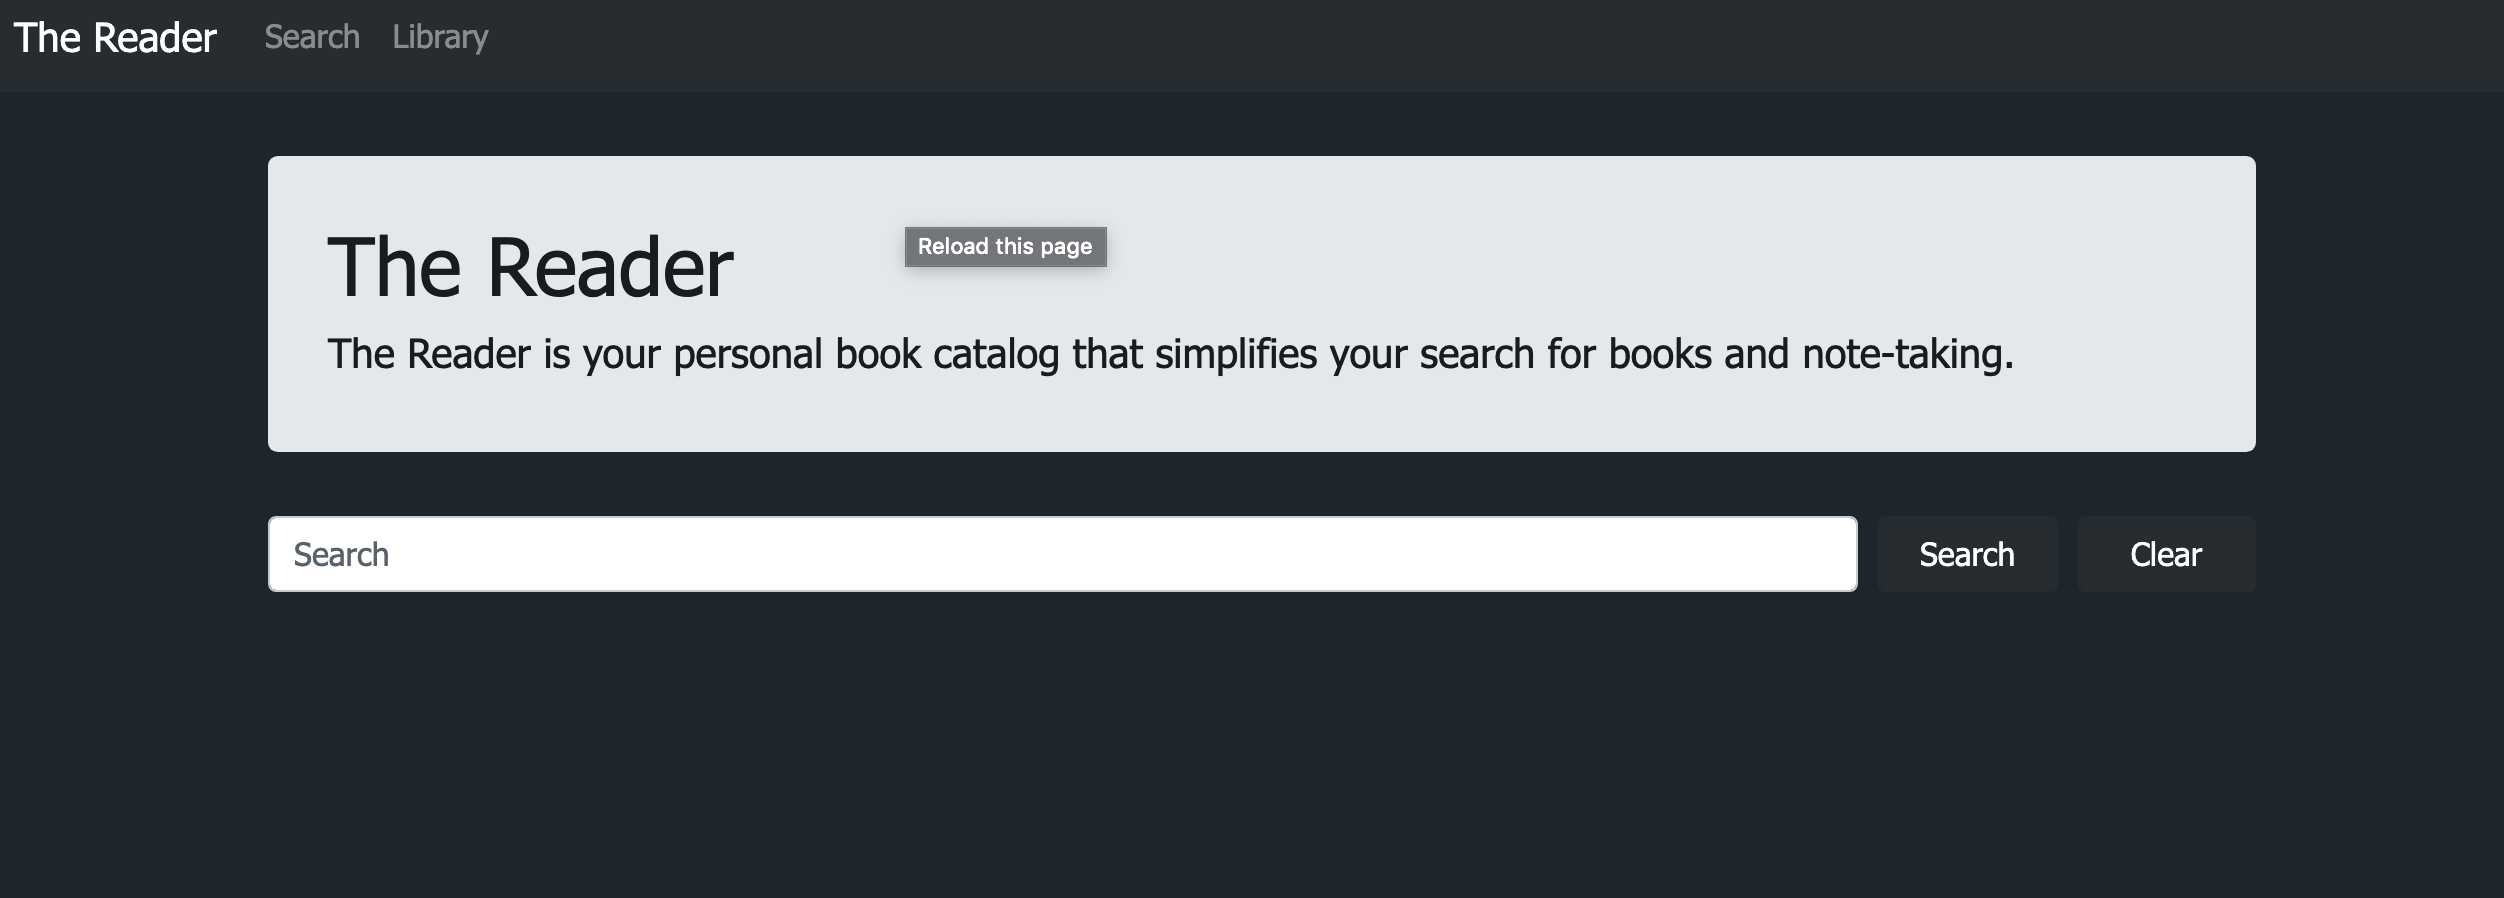 The Reader Search Library
The Reader
Reload this page
The Reader is your personal book catalog that simplifies your search for books and note-taking.
Search Search Clear